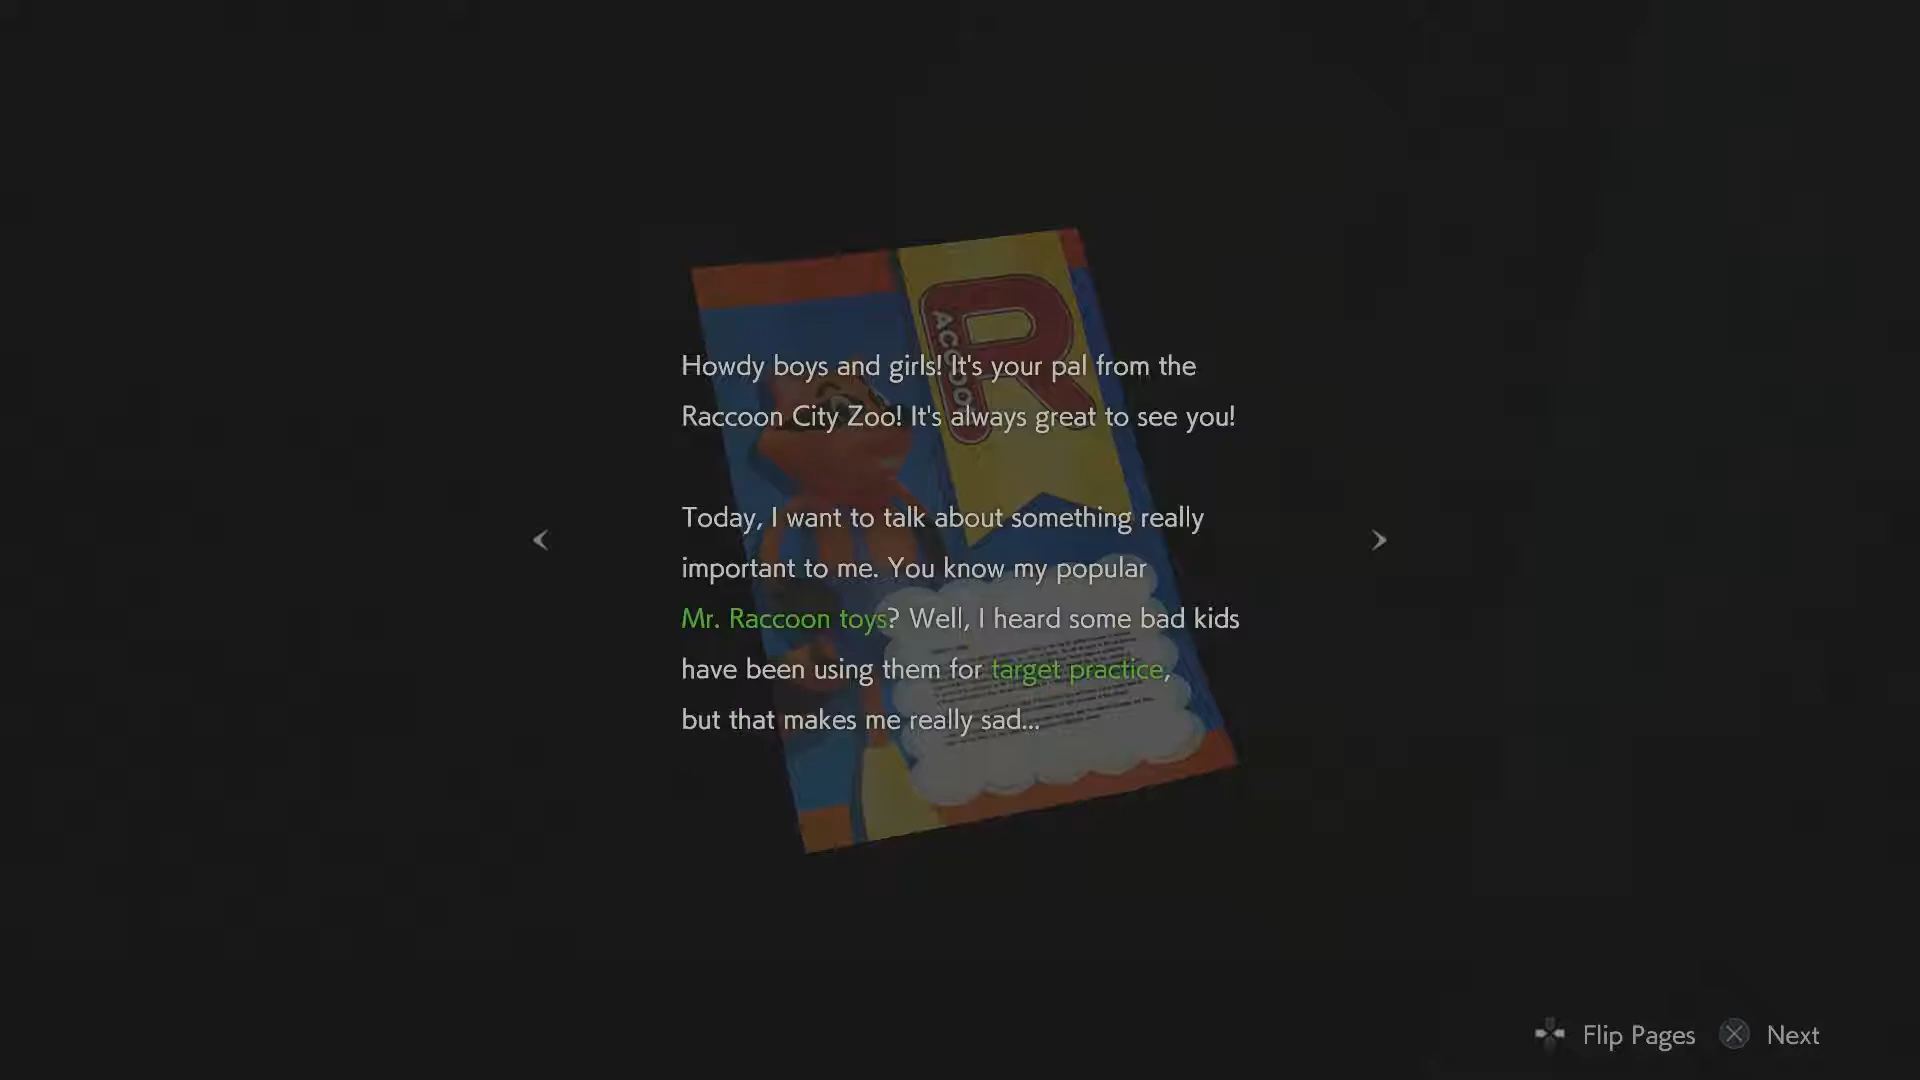 Howdy boys and girls! It's your pal from the
Raccoon City Zoo! It's always great to see you!
Today, I want to talk about something really
important to me. You know my popular
Mr. Raccoon toys? Well, I heard some bad kids
have been using them for target practice,
but that makes me really sad...
RACCOON
Flip Pages
Next